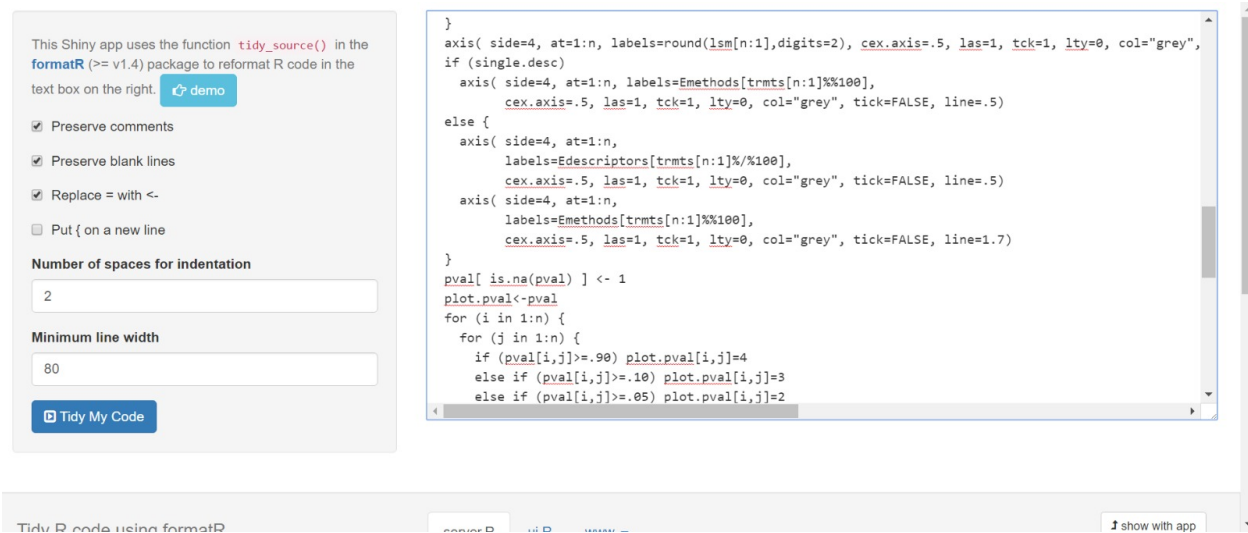 This Shiny app uses the function tidy_source() in the
formatR (>= v1.4) package to reformat R code in the
text box on the right. demo
Preserve comments
Preserve blank lines
Replace = with <-
Put { on a new line
Number of spaces for indentation
2
Minimum line width
80
Tidy My Code
}
axis( side=4, at=1:n, labels=round(lsm[n:1],digits=2), cex.axis=.5, las=1, tck=1, lty=0, col="grey",
if (single.desc)
  axis( side=4, at=1:n, labels=Emethods[trmts[n:1]%%100],
        cex.axis=.5, las=1, tck=1, lty=0, col="grey", tick=FALSE, line=.5)
else {
  axis( side=4, at=1:n,
        labels=Edescriptors[trmts[n:1]%/%100],
        cex.axis=.5, las=1, tck=1, lty=0, col="grey", tick=FALSE, line=.5)
  axis( side=4, at=1:n,
        labels=Emethods[trmts[n:1]%%100],
        cex.axis=.5, las=1, tck=1, lty=0, col="grey", tick=FALSE, line=1.7)
}
pval[ is.na(pval) ] <- 1
plot.pval<-pval
for (i in 1:n) {
  for (j in 1:n) {
    if (pval[i,j]>=.90) plot.pval[i,j]=4
    else if (pval[i,j]>=.10) plot.pval[i,j]=3
    else if (pval[i,j]>=.05) plot.pval[i,j]=2
Tidy R code using formatR
server.R ui.R www
show with app